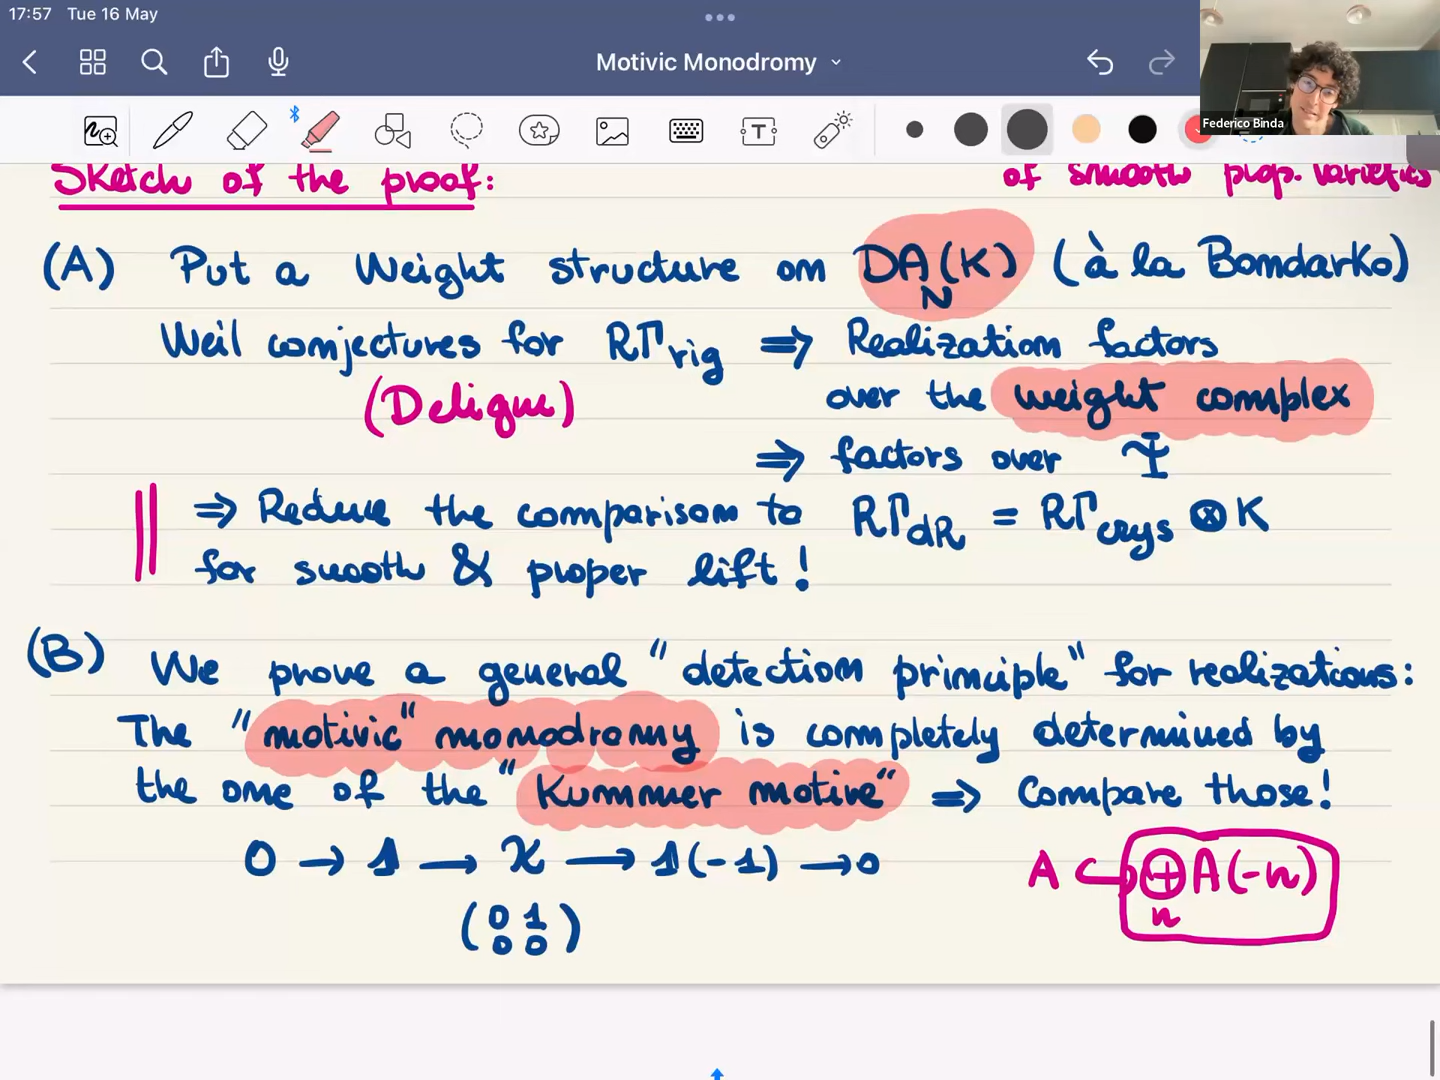 17:57 Tue 16 May
Motivic Monodromy
Federico Binda
Sketch of the proof:
of smooth prop. varieties
(A) Put a Weight structure on DA_N(K) (à la Bondarko)
Weil conjectures for RΓ_rig ⇒ Realization factors
(Deligne) over the weight complex
⇒ factors over Ψ
⇒ Reduce the comparison to RΓ_dR = RΓ_crys ⊗ K
for smooth & proper lift!
(B) We prove a general "detection principle" for realizations:
The "motivic" monodromy is completely determined by
the one of the "Kummer motive" ⇒ Compare those!
0 → 1 → K → 1(-1) → 0
A ↪ ⊕_n A(-n)
(0 1
0 0)